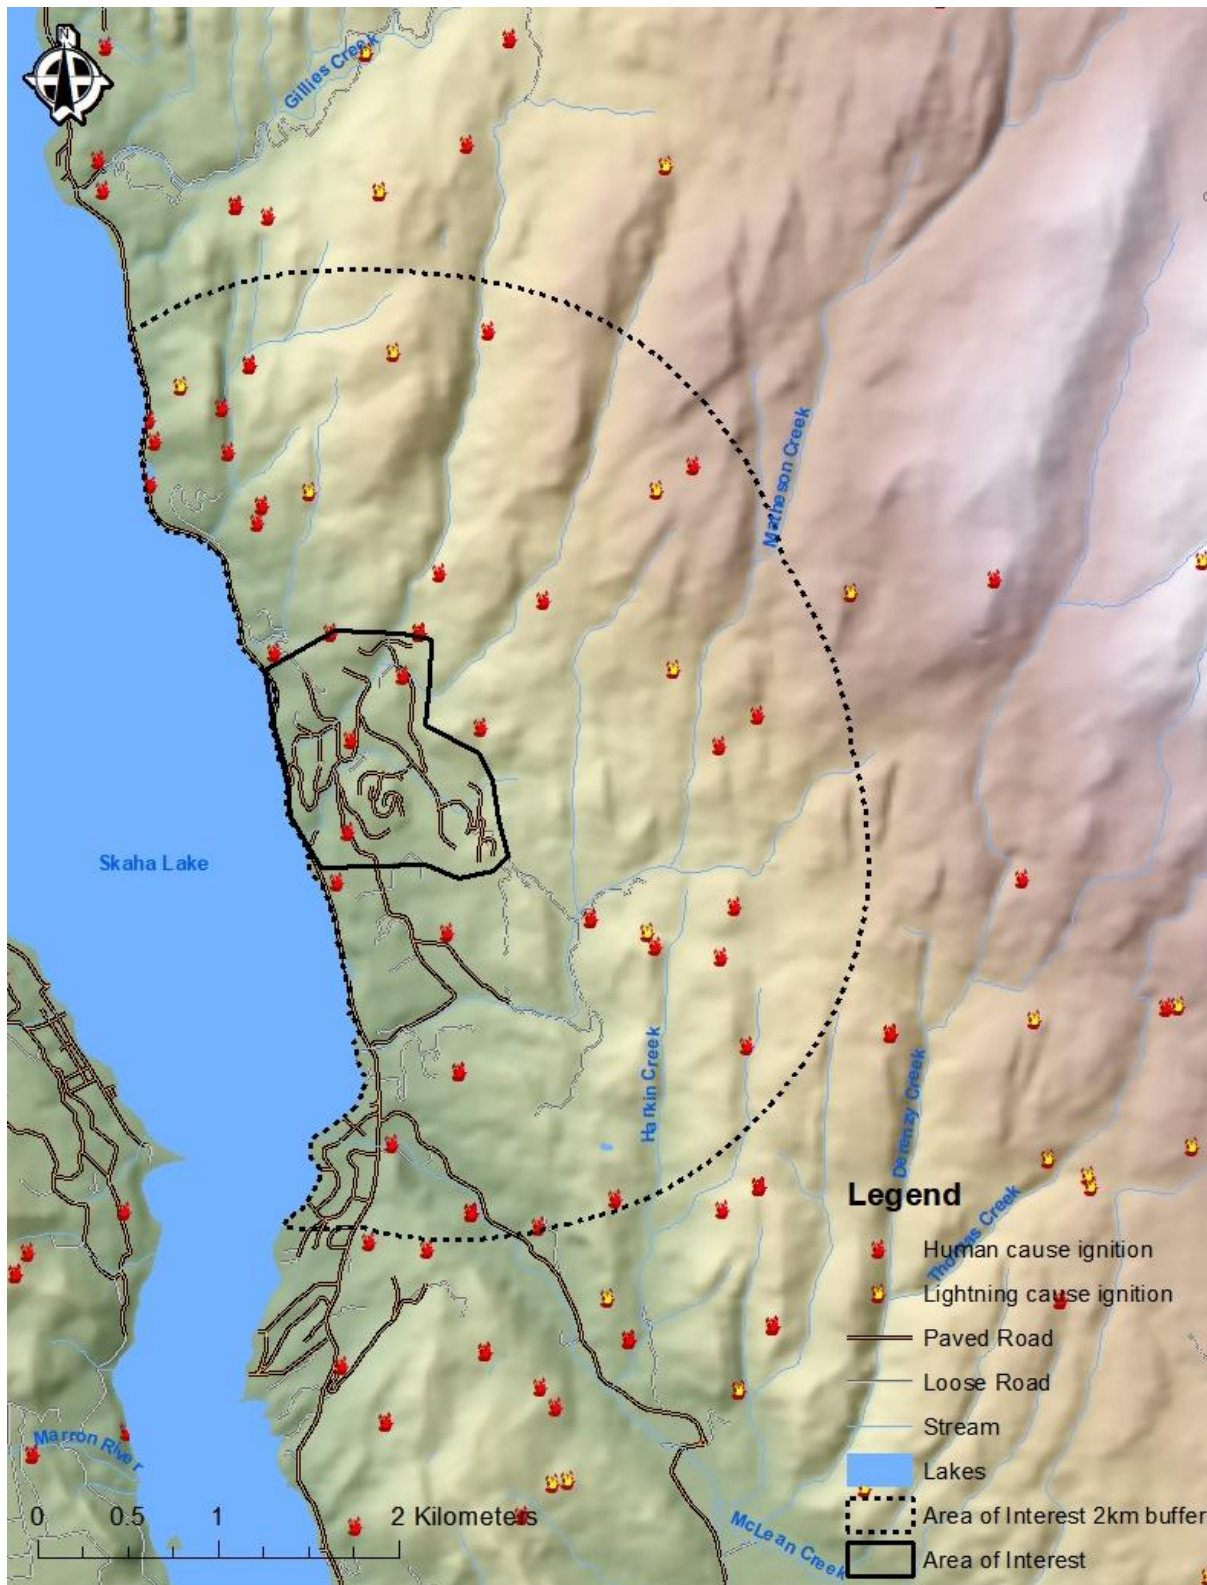 N
Gillies Creek
Matheson Creek
Skaha Lake
Harkin Creek
Derenzy Creek
Thomas Creek
Marron River
McLean Creek
0 0.5 1 2 Kilometers
Legend
Human cause ignition
Lightning cause ignition
Paved Road
Loose Road
Stream
Lakes
Area of Interest 2km buffer
Area of Interest